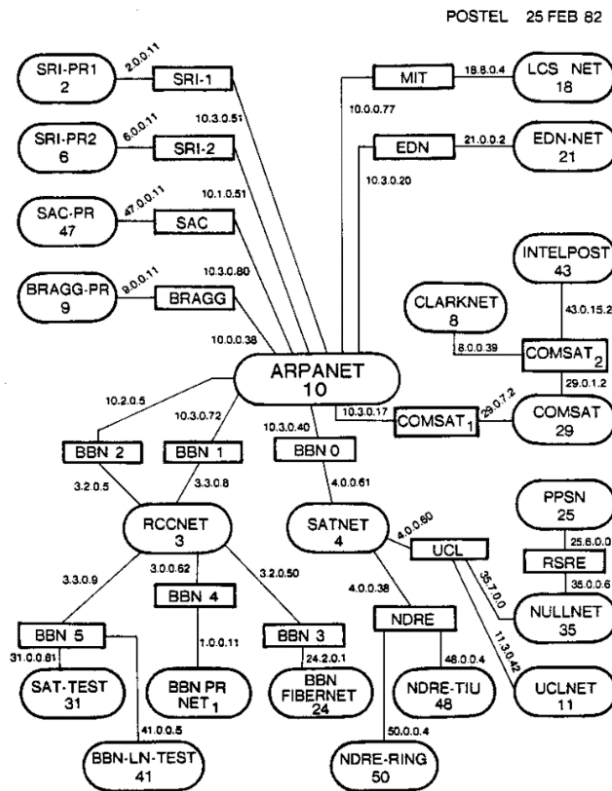 POSTEL 25 FEB 82
SRI-PR1
2
2.0.0.11
SRI-1
10.3.0.51
MIT
10.0.0.77
18.8.0.4
LCS NET
18
SRI-PR2
6
6.0.0.11
SRI-2
10.1.0.51
EDN
10.3.0.20
21.0.0.2
EDN-NET
21
SAC-PR
47
47.0.0.11
SAC
10.3.0.80
BRAGG-PR
9
9.0.0.11
BRAGG
10.0.0.38
INTELPOST
43
43.0.15.2
CLARKNET
8
8.0.0.39
COMSAT2
29.0.1.2
ARPANET
10
10.3.0.17
COMSAT1
29.0.7.2
COMSAT
29
10.2.0.5
BBN 2
3.2.0.5
10.3.0.72
BBN 1
3.3.0.8
10.3.0.40
BBN 0
4.0.0.61
RCCNET
3
SATNET
4
4.0.0.60
UCL
PPSN
25
25.6.0.0
RSRE
35.0.0.6
35.7.0.0
NULLNET
35
11.3.0.42
UCLNET
11
3.3.0.9
BBN 5
3.0.0.62
BBN 4
3.2.0.50
BBN 3
4.0.0.38
NDRE
31.0.0.61
SAT-TEST
31
1.0.0.11
BBN PR
NET1
24.2.0.1
BBN
FIBERNET
24
48.0.0.4
NDRE-TIU
48
41.0.0.5
BBN-LN-TEST
41
50.0.0.4
NDRE-RING
50